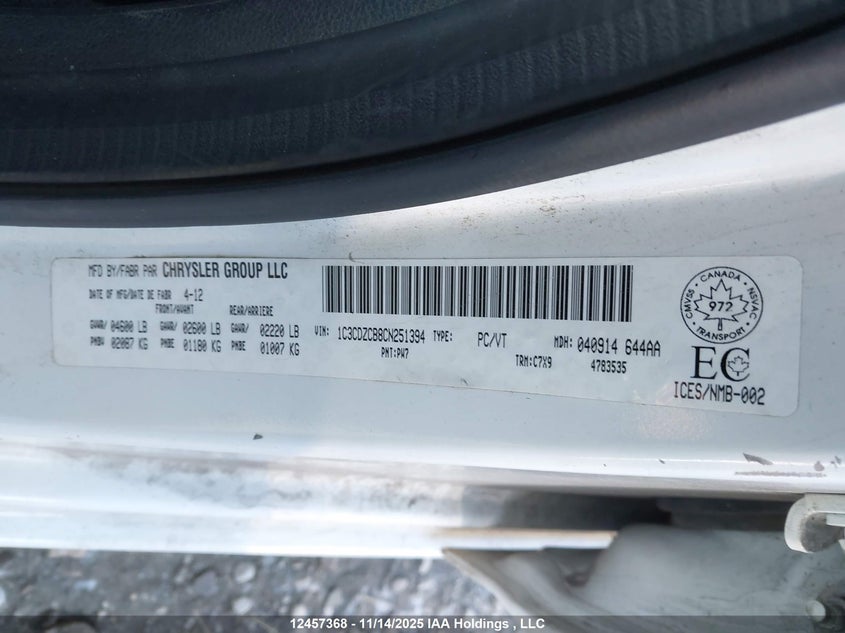 MFD BY/FABR PAR CHRYSLER GROUP LLC
DATE OF MFG/DATE DE FABR 4-12
FRONT/AVANT REAR/ARRIERE
GVWR: 04600 LB GAWR: 02600 LB GAWR: 02220 LB
PNBV 02087 KG PNBE 01180 KG PNBE 01007 KG
VIN: 1C3CDZCB8CN251394 TYPE: PC/VT MDH: 040914 644AA
PNT:PW7 TRM:C7X9 4783535
CMVSS CANADA NSVAC
972
TRANSPORT
EC
ICES/NMB-002
12457368 - 11/14/2025 IAA Holdings , LLC